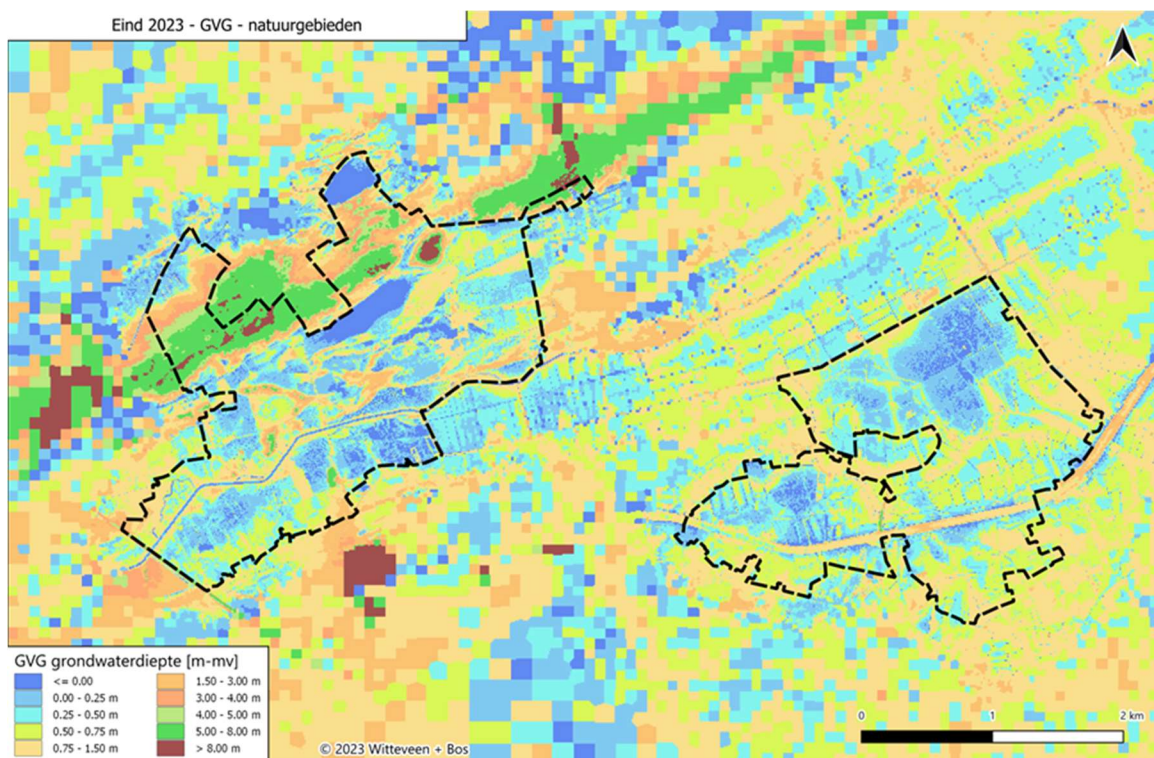 Eind 2023 - GVG - natuurgebieden
GVG grondwaterdiepte [m-mv]
<= 0.00
0.00 - 0.25 m
0.25 - 0.50 m
0.50 - 0.75 m
0.75 - 1.50 m
1.50 - 3.00 m
3.00 - 4.00 m
4.00 - 5.00 m
5.00 - 8.00 m
> 8.00 m
© 2023 Witteveen + Bos
0 1 2 km